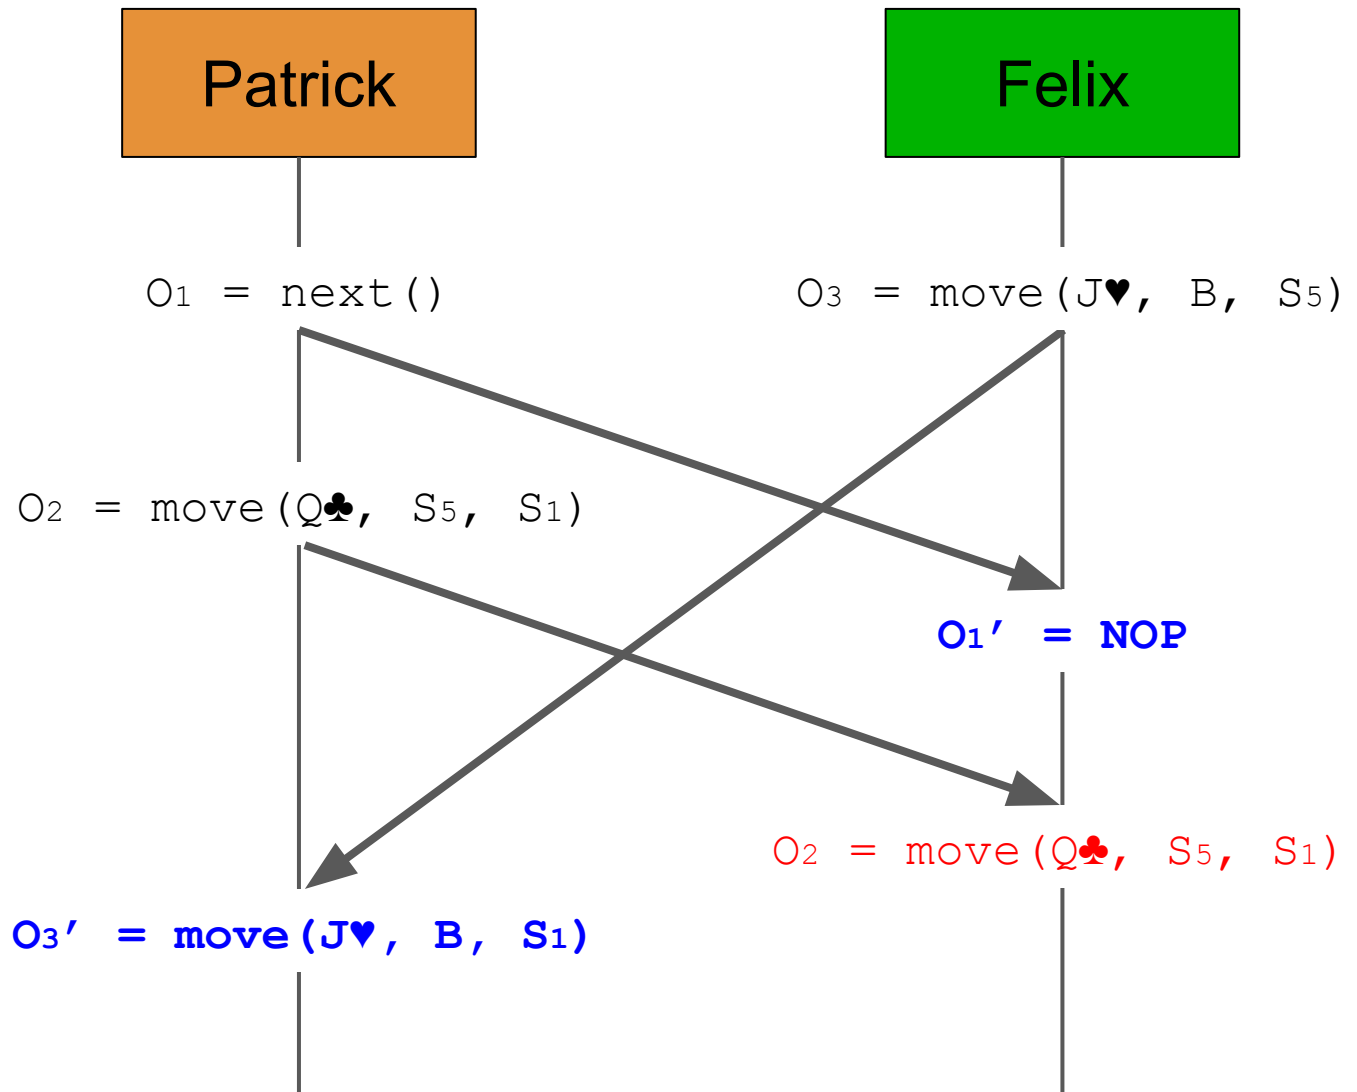 Patrick
Felix
O1 = next()
O3 = move(J♥, B, S5)
O2 = move(Q♣, S5, S1)
O1′ = NOP
O2 = move(Q♣, S5, S1)
O3′ = move(J♥, B, S1)